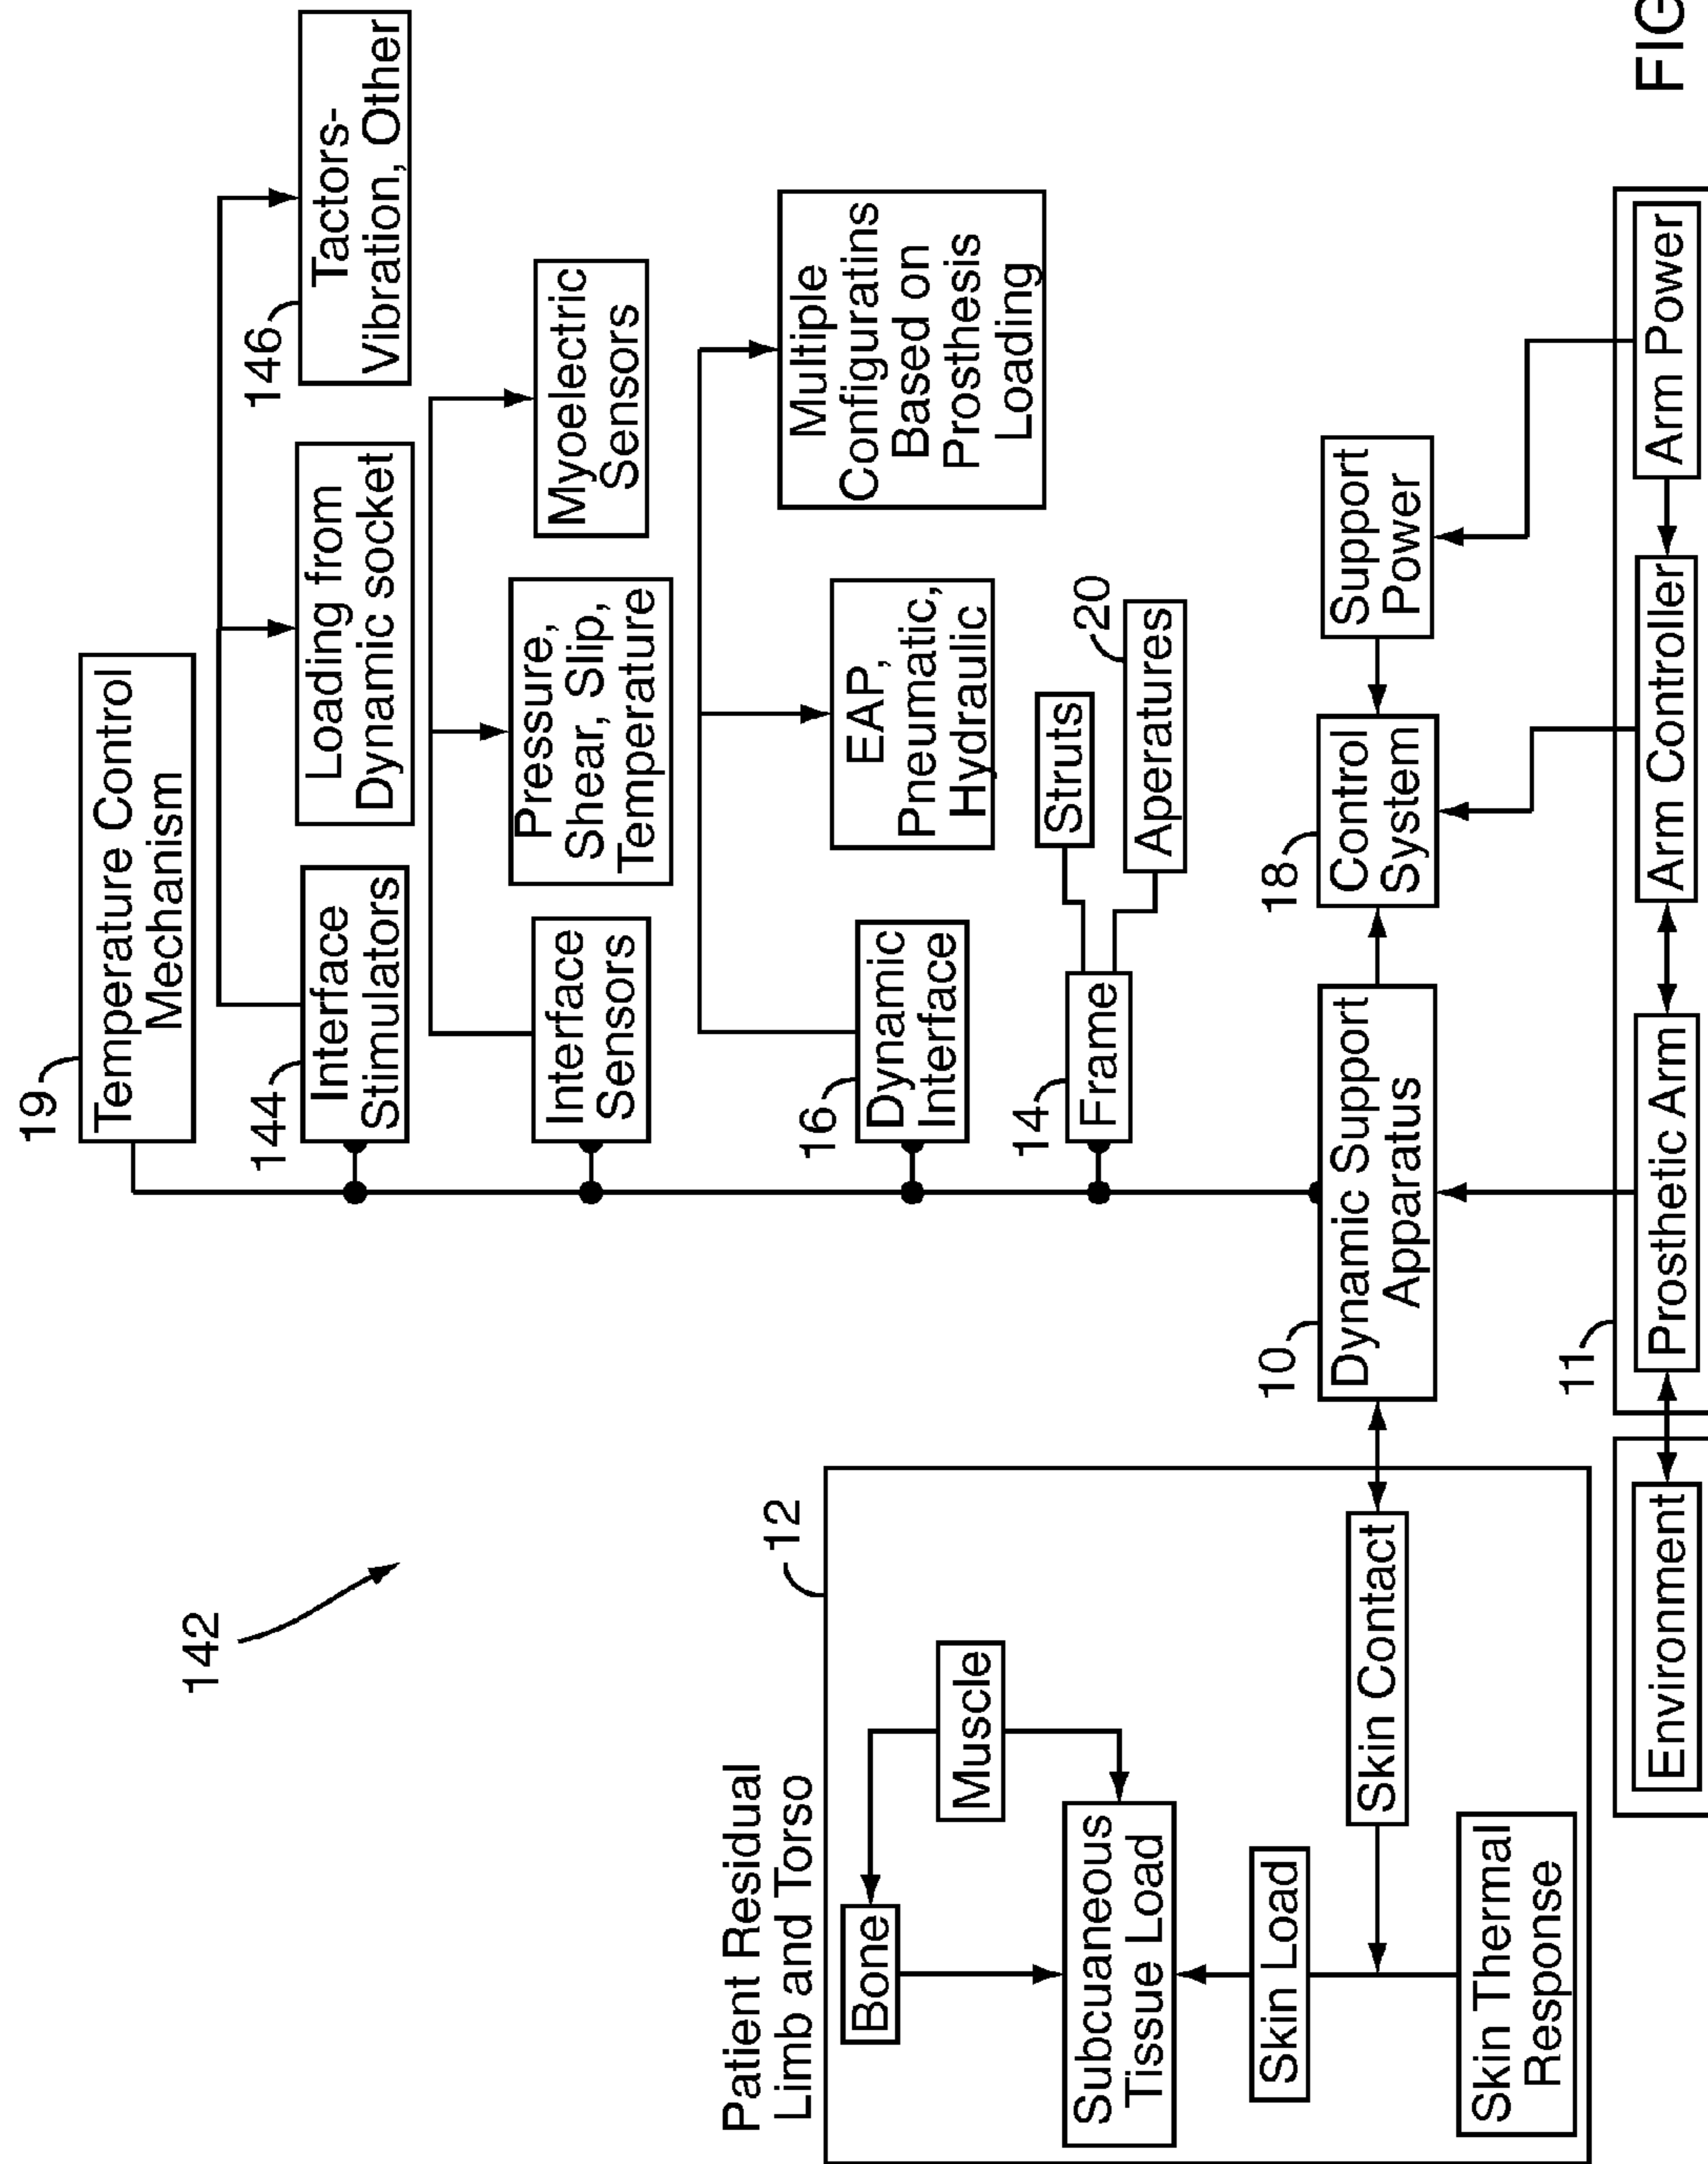 19
Temperature Control
Mechanism
144
Interface
Stimulators
Loading from
Dynamic socket
146
Tactors-
Vibration, Other
Interface
Sensors
Pressure,
Shear, Slip,
Temperature
Myoelectric
Sensors
16
Dynamic
Interface
EAP,
Pneumatic,
Hydraulic
Multiple
Configuratins
Based on
Prosthesis
Loading
14
Frame
Struts
20
Aperatures
142
Patient Residual
Limb and Torso
12
Bone
Muscle
Subcuaneous
Tissue Load
Skin Load
Skin Contact
Skin Thermal
Response
10
Dynamic Support
Apparatus
18
Control
System
Support
Power
11
Environment
Prosthetic Arm
Arm Controller
Arm Power
FIG